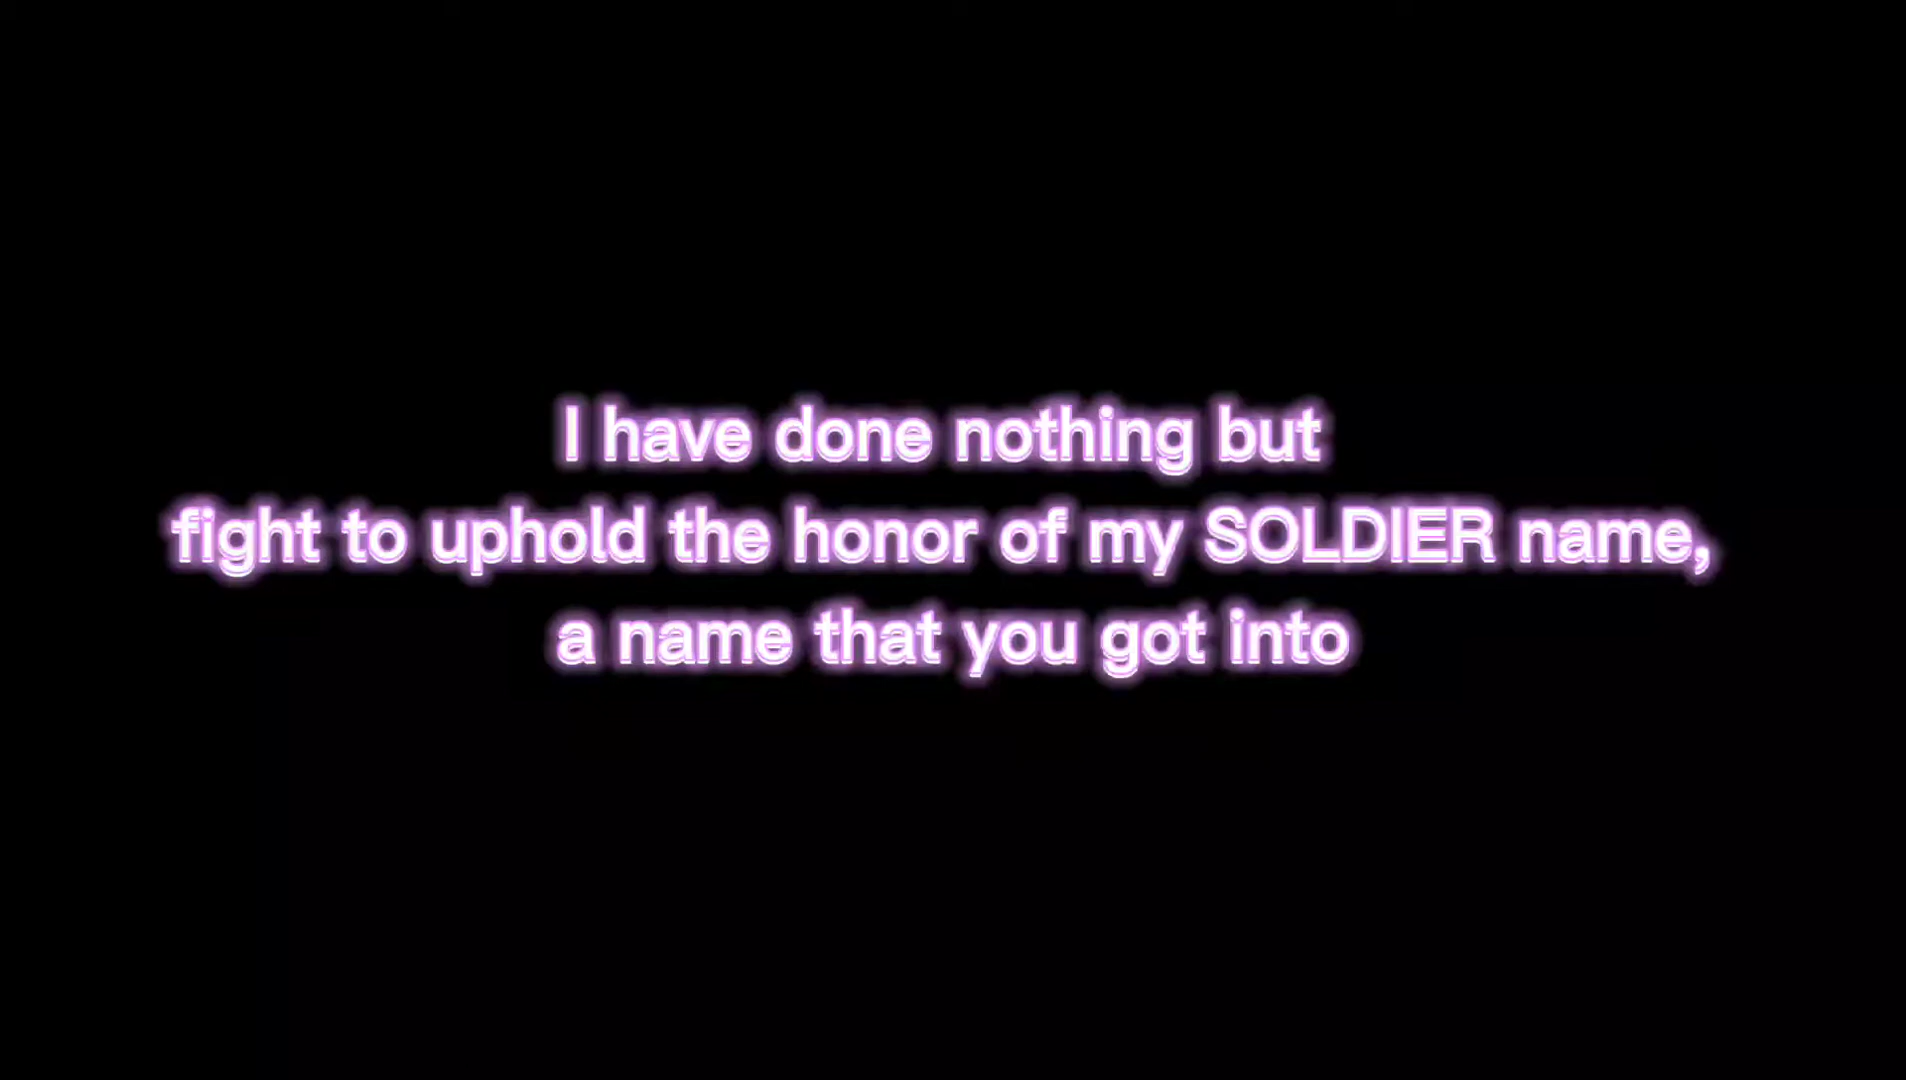 I have done nothing but
fight to uphold the honor of my SOLDIER name,
a name that you got into